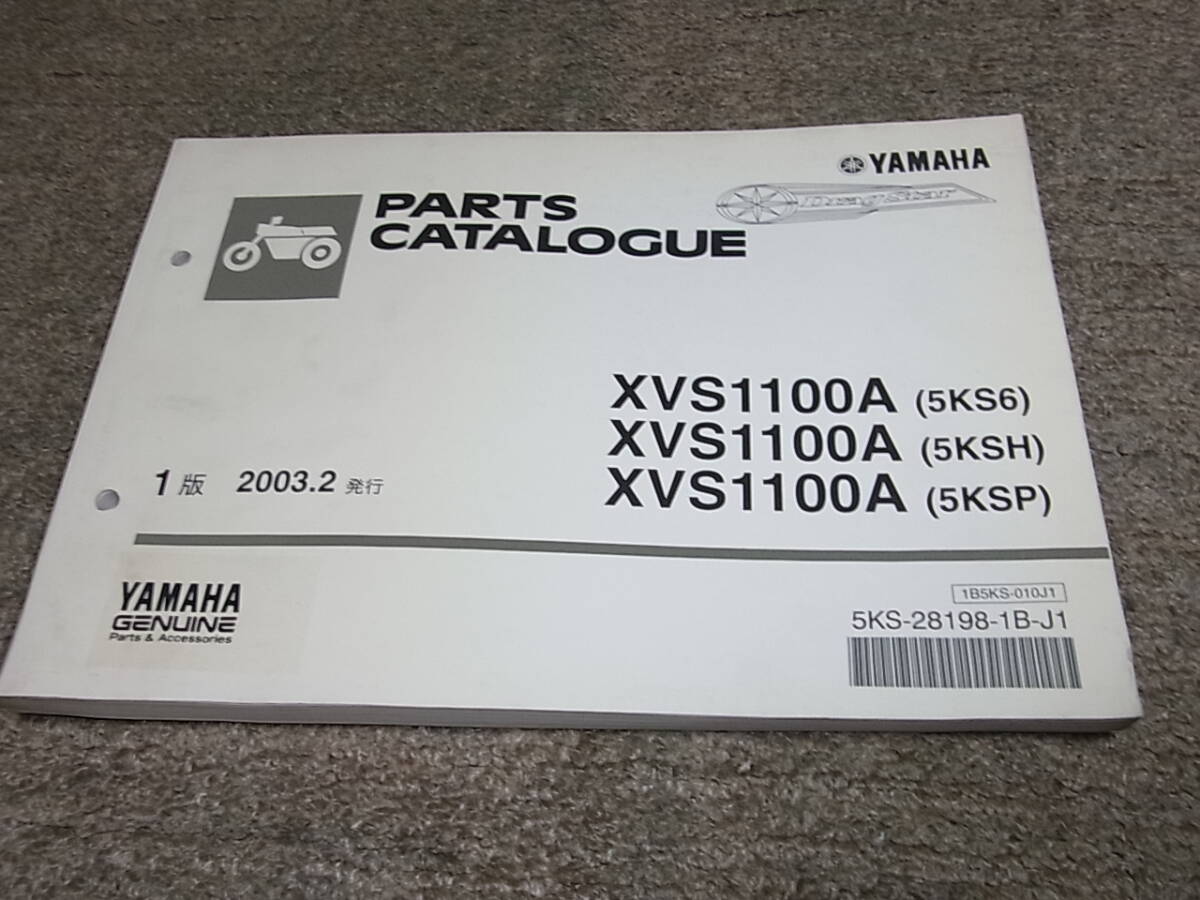 YAMAHA
DragStar
PARTS
CATALOGUE
XVS1100A (5KS6)
XVS1100A (5KSH)
XVS1100A (5KSP)
1版 2003.2 発行
YAMAHA
GENUINE
Parts & Accessories
1B5KS-010J1
5KS-28198-1B-J1